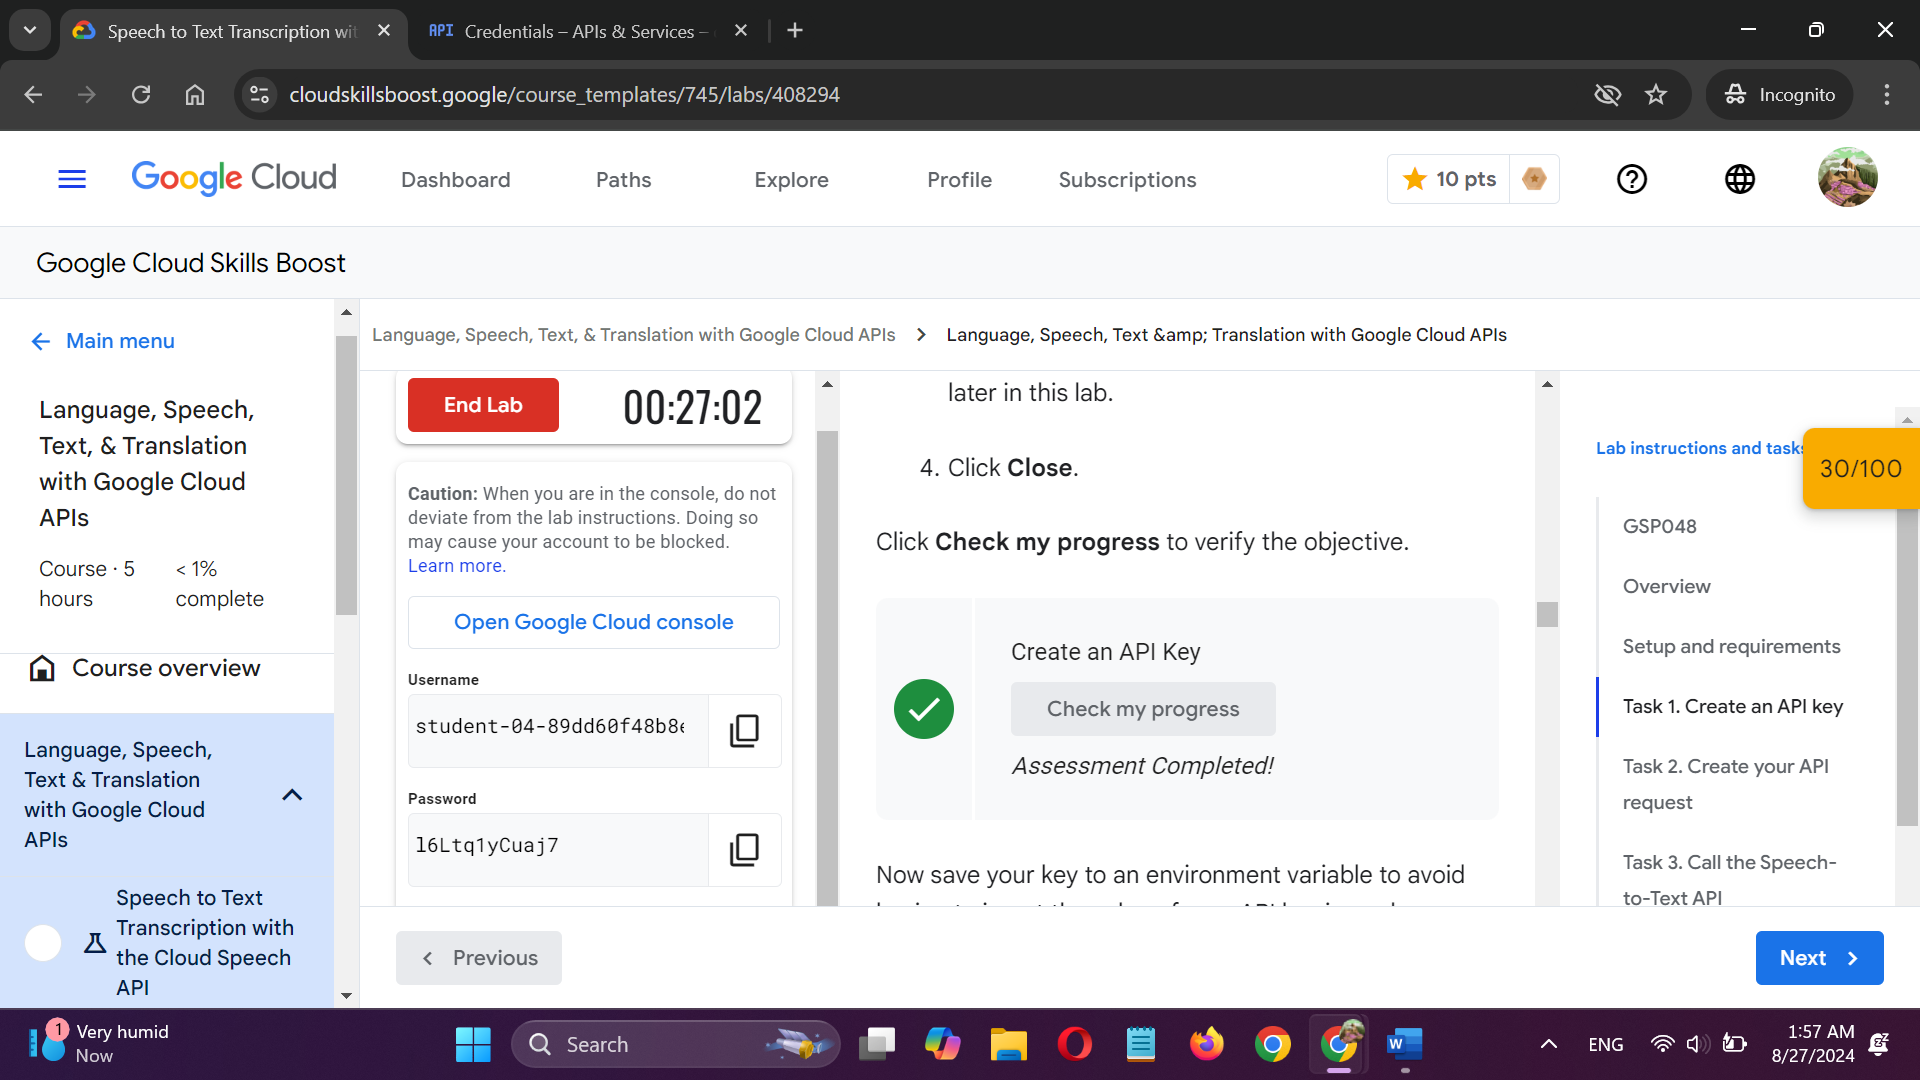 Speech to Text Transcription wit
API Credentials – APIs & Services –
cloudskillsboost.google/course_templates/745/labs/408294
Incognito
Google Cloud
Dashboard
Paths
Explore
Profile
Subscriptions
10 pts
Google Cloud Skills Boost
Main menu
Language, Speech,
Text, & Translation
with Google Cloud
APIs
Course · 5
hours
< 1%
complete
Course overview
Language, Speech,
Text & Translation
with Google Cloud
APIs
Speech to Text
Transcription with
the Cloud Speech
API
Language, Speech, Text, & Translation with Google Cloud APIs
Language, Speech, Text &amp; Translation with Google Cloud APIs
End Lab
00:27:02
Caution: When you are in the console, do not
deviate from the lab instructions. Doing so
may cause your account to be blocked.
Learn more.
Open Google Cloud console
Username
student-04-89dd60f48b8e
Password
l6Ltq1yCuaj7
later in this lab.
4. Click Close.
Click Check my progress to verify the objective.
Create an API Key
Check my progress
Assessment Completed!
Now save your key to an environment variable to avoid
Lab instructions and tasks
30/100
GSP048
Overview
Setup and requirements
Task 1. Create an API key
Task 2. Create your API
request
Task 3. Call the Speech-
to-Text API
Previous
Next
1
Very humid
Now
Search
W
ENG
1:57 AM
8/27/2024